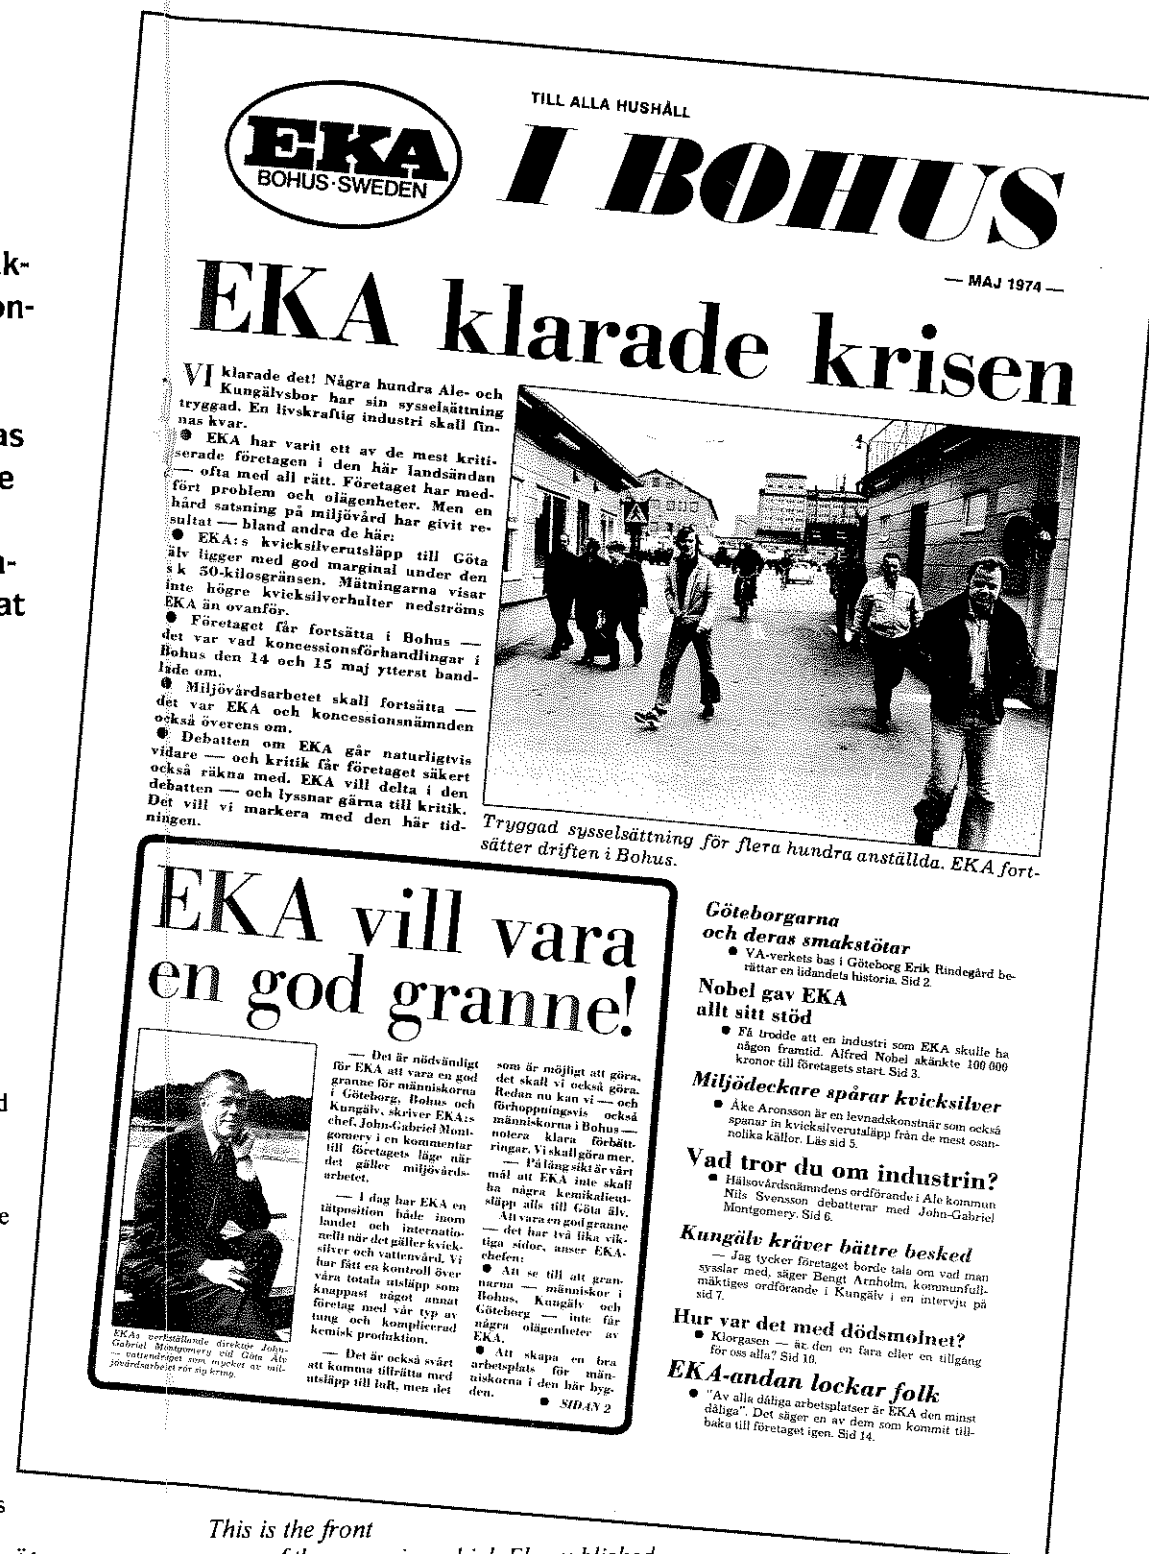 k-
on-
as
e
a-
at
d
e
s
EKA
BOHUS·SWEDEN
TILL ALLA HUSHÅLL
I BOHUS
— MAJ 1974 —
EKA klarade krisen
VI klarade det! Några hundra Ale- och
Kungälvsbor har sin sysselsättning
tryggad. En livskraftig industri skall fin-
nas kvar.
● EKA har varit ett av de mest kriti-
serade företagen i den här landsändan
— ofta med all rätt. Företaget har med-
fört problem och olägenheter. Men en
hård satsning på miljövård har givit re-
sultat — bland andra de här:
● EKA:s kvicksilverutsläpp till Göta
älv ligger med god marginal under den
s k 50-kilosgränsen. Mätningarna visar
inte högre kvicksilverhalter nedströms
EKA än ovanför.
● Företaget får fortsätta i Bohus —
det var vad koncessionsförhandlingar i
Bohus den 14 och 15 maj ytterst hand-
lade om.
● Miljövårdsarbetet skall fortsätta —
det var EKA och koncessionsnämnden
också överens om.
● Debatten om EKA går naturligtvis
vidare — och kritik får företaget säkert
också räkna med. EKA vill delta i den
debatten — och lyssnar gärna till kritik.
Det vill vi markera med den här tid-
ningen.
Tryggad sysselsättning för flera hundra anställda. EKA fort-
sätter driften i Bohus.
EKA vill vara
en god granne!
— Det är nödvändigt
för EKA att vara en god
granne för människorna
i Göteborg, Bohus och
Kungälv, skriver EKA:s
chef, John-Gabriel Mont-
gomery i en kommentar
till företagets läge när
det gäller miljövårds-
arbetet.
— I dag har EKA en
tätposition både inom
landet och internatio-
nellt när det gäller kvick-
silver och vattenvård. Vi
har fått en kontroll över
våra totala utsläpp som
knappast något annat
företag med vår typ av
tung och komplicerad
kemisk produktion.
— Det är också svårt
att komma tillrätta med
utsläpp till luft, men det
som är möjligt att göra,
det skall vi också göra.
Redan nu kan vi — och
förhoppningsvis också
människorna i Bohus —
notera klara förbätt-
ringar. Vi skall göra mer.
— På lång sikt är vårt
mål att EKA inte skall
ha några kemikalieut-
släpp alls till Göta älv.
Att vara en god granne
— det har två lika vik-
tiga sidor, anser EKA-
chefen:
● Att se till att gran-
narna — människor i
Bohus, Kungälv och
Göteborg — inte får
några olägenheter av
EKA.
● Att skapa en bra
arbetsplats för män-
niskorna i den här byg-
den.
● SIDAN 2
EKAs verkställande direktör John-
Gabriel Montgomery vid Göta Älv
— vattendraget som mycket av mil-
jövårdsarbetet rör sig kring.
Göteborgarna
och deras smakstötar
● VA-verkets bas i Göteborg Erik Rindegård be-
rättar en lidandets historia. Sid 2.
Nobel gav EKA
allt sitt stöd
● Få trodde att en industri som EKA skulle ha
någon framtid. Alfred Nobel skänkte 100 000
kronor till företagets start. Sid 3.
Miljödeckare spårar kvicksilver
● Åke Aronsson är en levnadskonstnär som också
spanar in kvicksilverutsläpp från de mest osan-
nolika källor. Läs sid 5.
Vad tror du om industrin?
● Hälsovårdsnämndens ordförande i Ale kommun
Nils Svensson debatterar med John-Gabriel
Montgomery. Sid 6.
Kungälv kräver bättre besked
— Jag tycker företaget borde tala om vad man
sysslar med, säger Bengt Arnholm, kommunfull-
mäktiges ordförande i Kungälv i en intervju på
sid 7.
Hur var det med dödsmolnet?
● Klorgasen — är den en fara eller en tillgång
för oss alla? Sid 10.
EKA-andan lockar folk
● "Av alla dåliga arbetsplatser är EKA den minst
dåliga". Det säger en av dem som kommit till-
baka till företaget igen. Sid 14.
This is the front